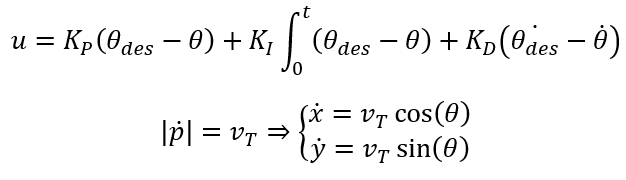 u = K_P(θ_des − θ) + K_I ∫_0^t (θ_des − θ) + K_D(θ̇_des − θ̇)
|ṗ| = v_T ⇒ { ẋ = v_T cos(θ)
ẏ = v_T sin(θ)